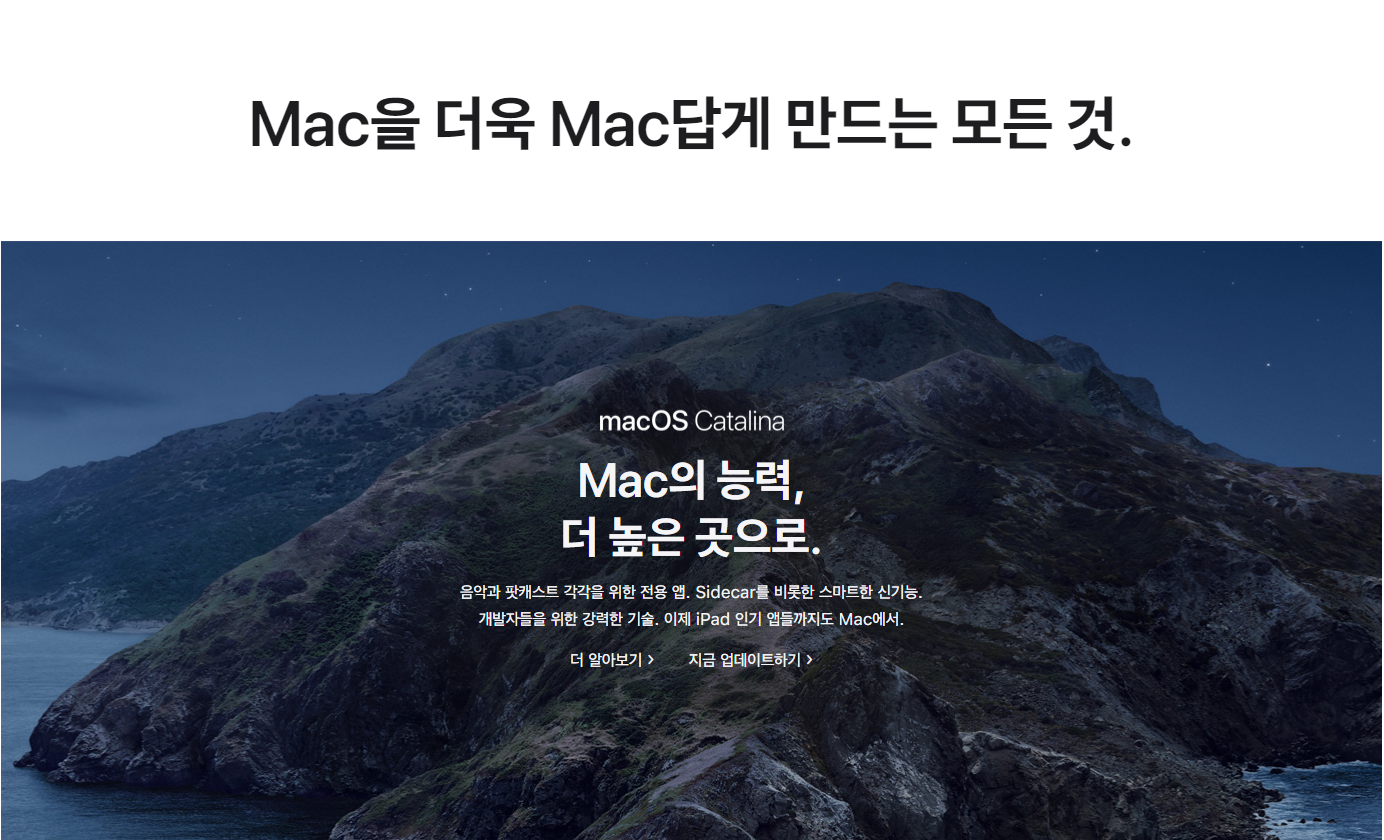 Mac을 더욱 Mac답게 만드는 모든 것.
macOS Catalina
Mac의 능력,
더 높은 곳으로.
음악과 팟캐스트 각각을 위한 전용 앱. Sidecar를 비롯한 스마트한 신기능.
개발자들을 위한 강력한 기술. 이제 iPad 인기 앱들까지도 Mac에서.
더 알아보기 > 지금 업데이트하기 >